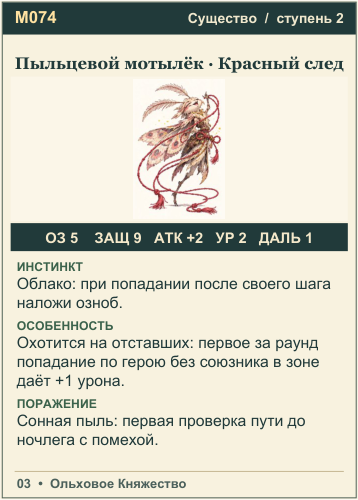 M074
Существо / ступень 2
Пыльцевой мотылёк · Красный след
ОЗ 5 ЗАЩ 9 АТК +2 УР 2 ДАЛЬ 1
ИНСТИНКТ
Облако: при попадании после своего шага
наложи озноб.
ОСОБЕННОСТЬ
Охотится на отставших: первое за раунд
попадание по герою без союзника в зоне
даёт +1 урона.
ПОРАЖЕНИЕ
Сонная пыль: первая проверка пути до
ночлега с помехой.
03 • Ольховое Княжество